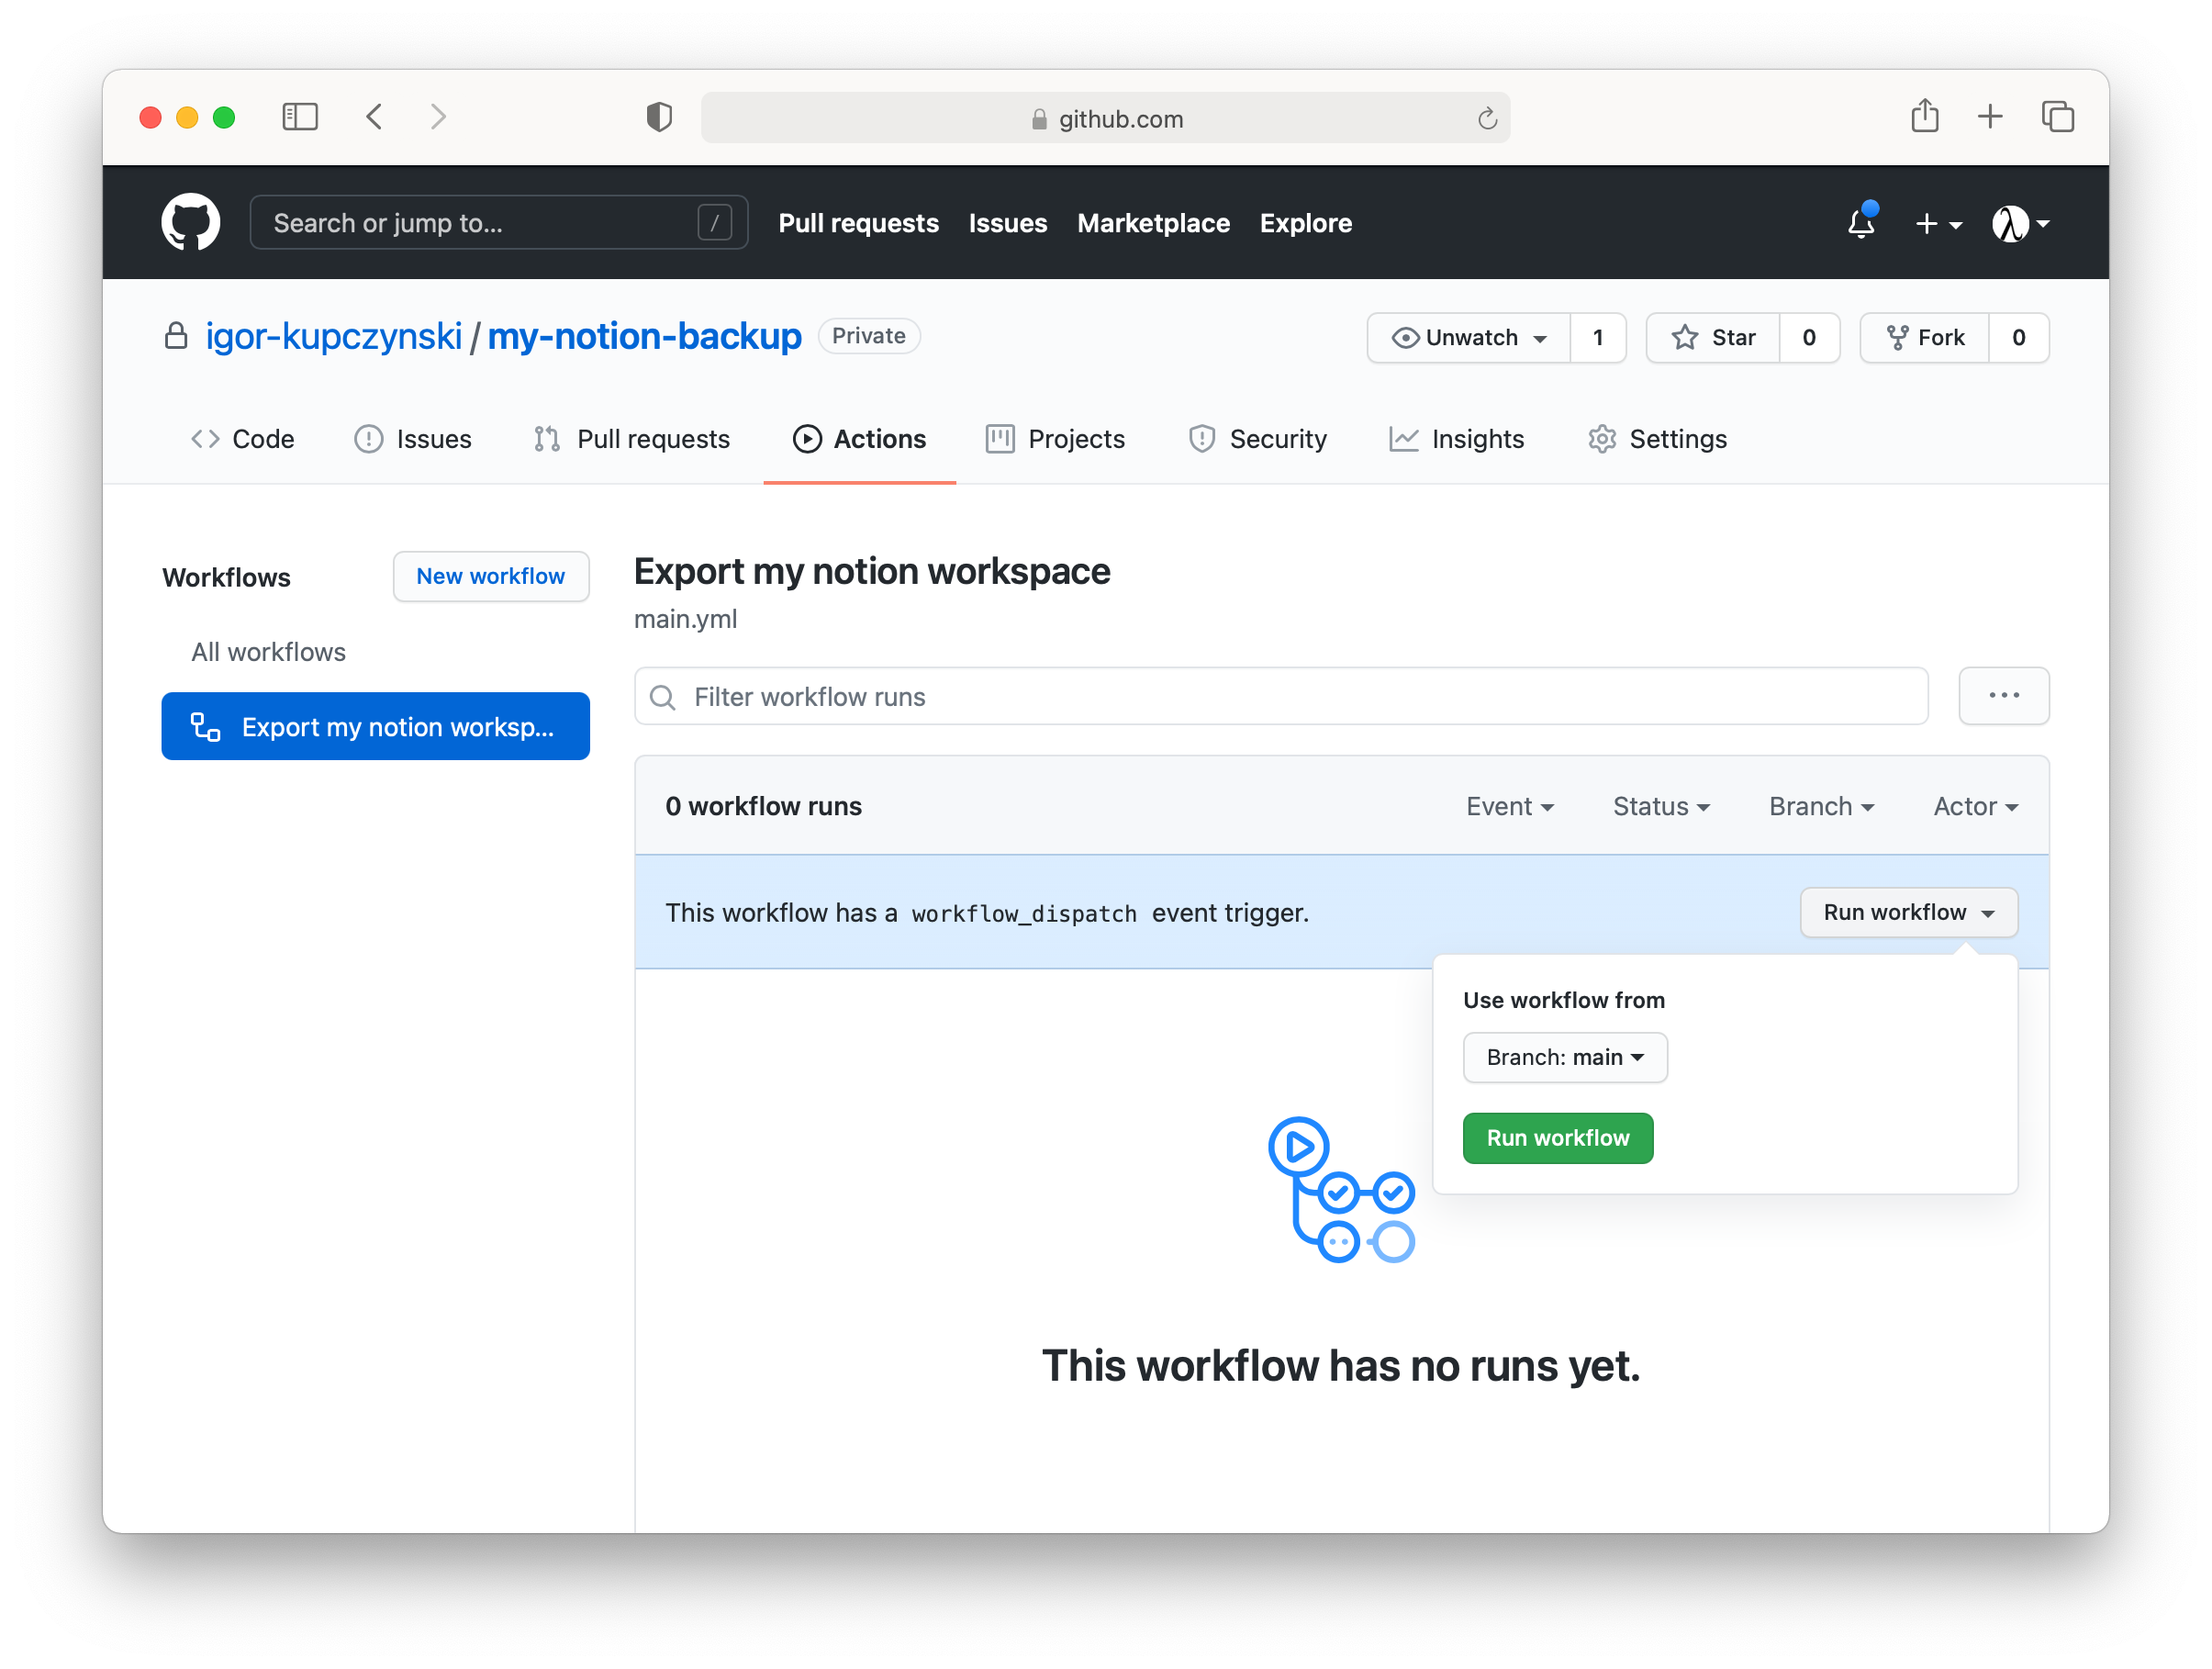 github.com
Search or jump to... /
Pull requests Issues Marketplace Explore
igor-kupczynski / my-notion-backup Private
Unwatch 1 Star 0 Fork 0
Code Issues Pull requests Actions Projects Security Insights Settings
Workflows New workflow
All workflows
Export my notion worksp...
Export my notion workspace
main.yml
Filter workflow runs
0 workflow runs Event Status Branch Actor
This workflow has a workflow_dispatch event trigger. Run workflow
Use workflow from
Branch: main
Run workflow
This workflow has no runs yet.